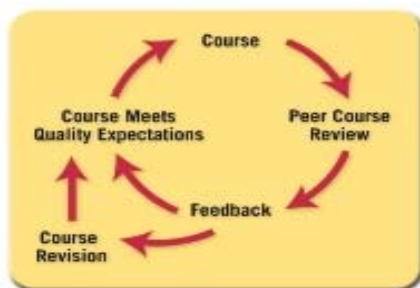 Course
Peer Course
Review
Feedback
Course
Revision
Course Meets
Quality Expectations